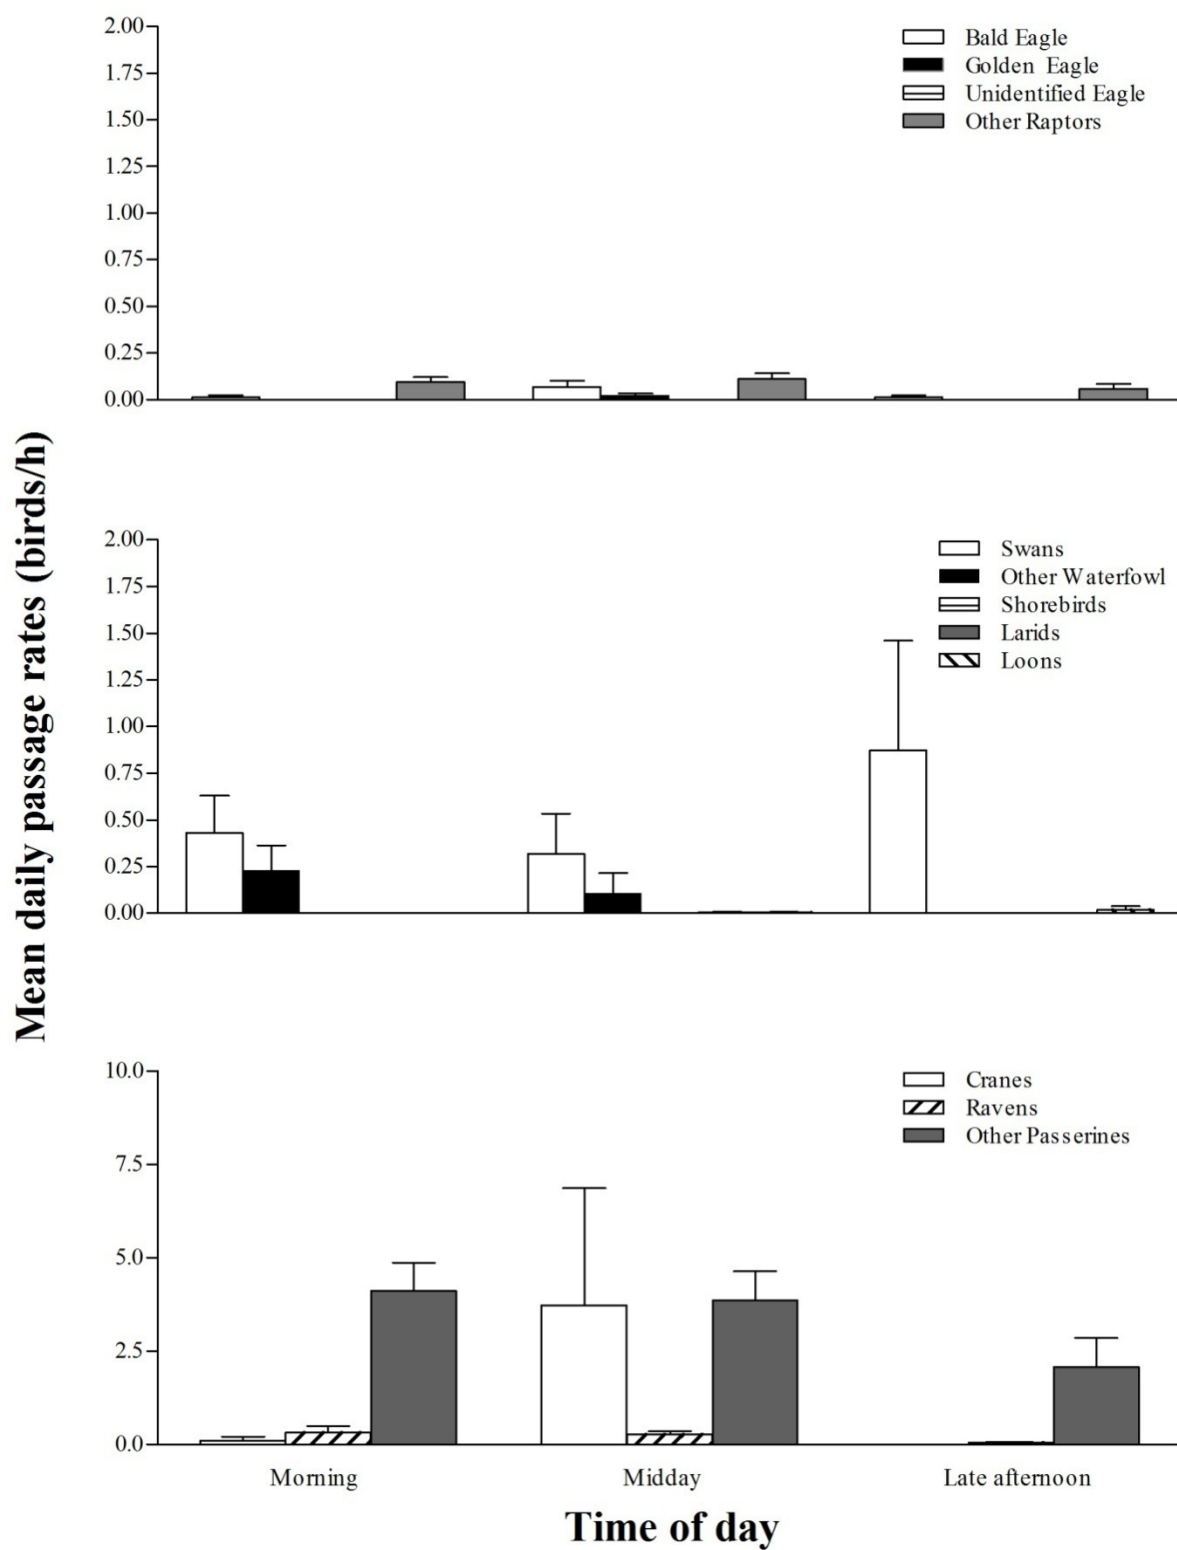 2.00
1.75
1.50
1.25
1.00
0.75
0.50
0.25
0.00
Bald Eagle
Golden Eagle
Unidentified Eagle
Other Raptors
Mean daily passage rates (birds/h)
2.00
1.75
1.50
1.25
1.00
0.75
0.50
0.25
0.00
Swans
Other Waterfowl
Shorebirds
Larids
Loons
10.0
7.5
5.0
2.5
0.0
Cranes
Ravens
Other Passerines
Morning
Midday
Late afternoon
Time of day